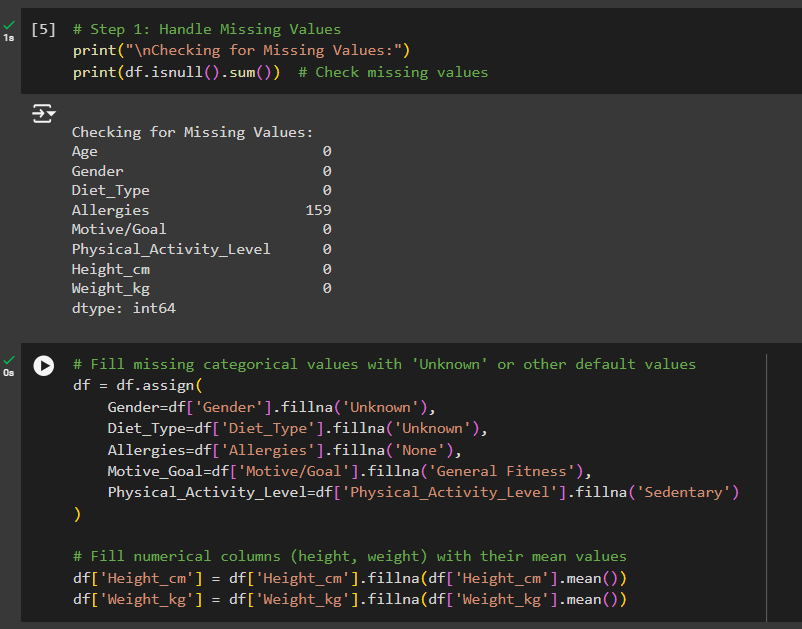 [5] # Step 1: Handle Missing Values
1s print("\nChecking for Missing Values:")
print(df.isnull().sum())  # Check missing values
Checking for Missing Values:
Age 0
Gender 0
Diet_Type 0
Allergies 159
Motive/Goal 0
Physical_Activity_Level 0
Height_cm 0
Weight_kg 0
dtype: int64
# Fill missing categorical values with 'Unknown' or other default values
0s df = df.assign(
    Gender=df['Gender'].fillna('Unknown'),
    Diet_Type=df['Diet_Type'].fillna('Unknown'),
    Allergies=df['Allergies'].fillna('None'),
    Motive_Goal=df['Motive/Goal'].fillna('General Fitness'),
    Physical_Activity_Level=df['Physical_Activity_Level'].fillna('Sedentary')
)
# Fill numerical columns (height, weight) with their mean values
df['Height_cm'] = df['Height_cm'].fillna(df['Height_cm'].mean())
df['Weight_kg'] = df['Weight_kg'].fillna(df['Weight_kg'].mean())